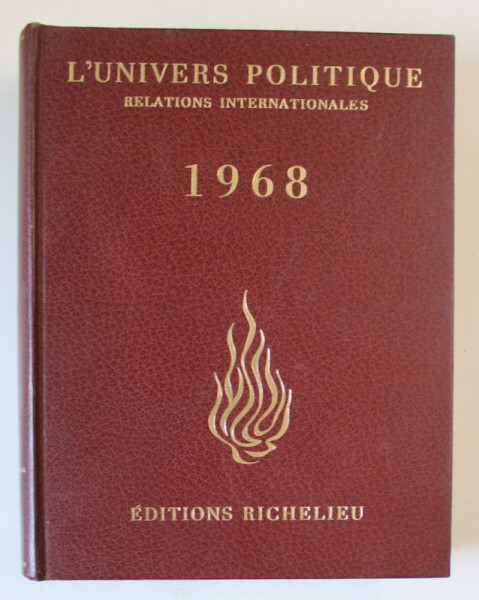 L'UNIVERS POLITIQUE
RELATIONS INTERNATIONALES
1968
ÉDITIONS RICHELIEU